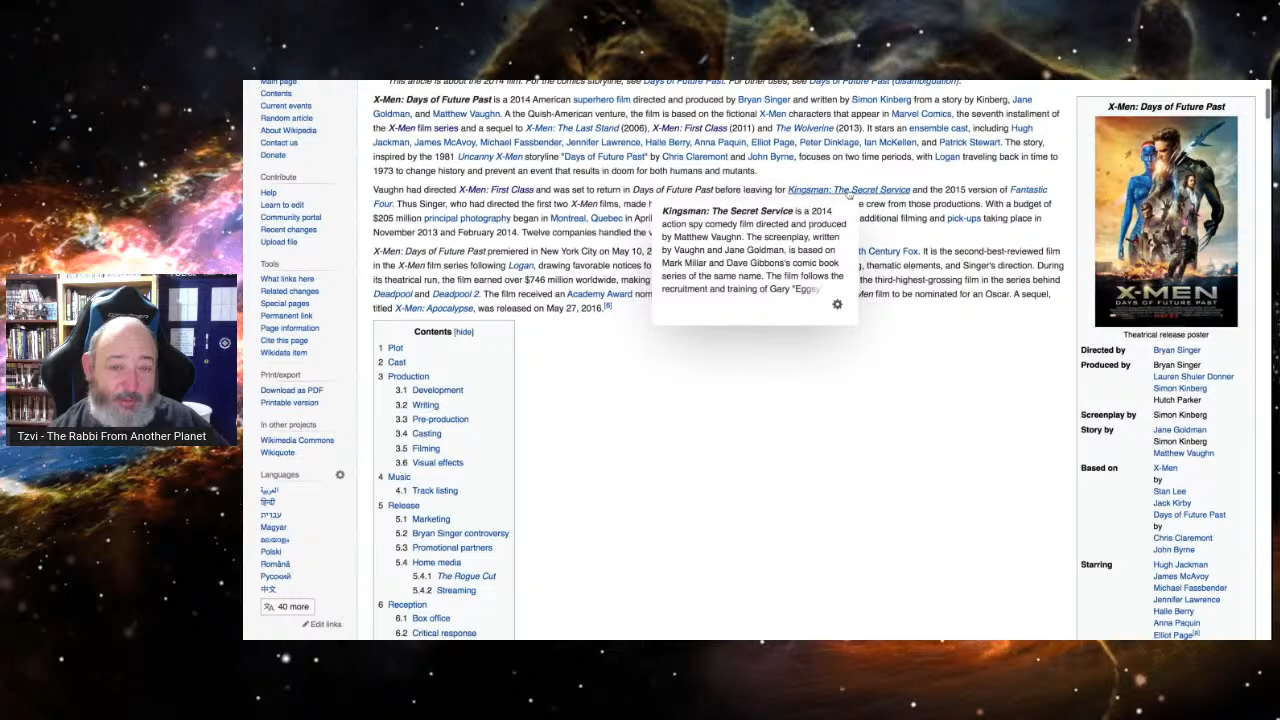 This article is about the 2014 film. For the comics storyline, see Days of Future Past. For other uses, see Days of Future Past (disambiguation).
Main page
Contents
Current events
Random article
About Wikipedia
Contact us
Donate
Contribute
Help
Learn to edit
Community portal
Recent changes
Upload file
Tools
What links here
Related changes
Special pages
Permanent link
Page information
Cite this page
Wikidata item
Print/export
Download as PDF
Printable version
In other projects
Wikimedia Commons
Wikiquote
Languages
العربية
हिन्दी
עברית
Magyar
മലയാളം
Polski
Română
Русский
中文
40 more
Edit links
X-Men: Days of Future Past is a 2014 American superhero film directed and produced by Bryan Singer and written by Simon Kinberg from a story by Kinberg, Jane
Goldman, and Matthew Vaughn. A the Quish-American venture, the film is based on the fictional X-Men characters that appear in Marvel Comics, the seventh installment of
the X-Men film series and a sequel to X-Men: The Last Stand (2006), X-Men: First Class (2011) and The Wolverine (2013). It stars an ensemble cast, including Hugh
Jackman, James McAvoy, Michael Fassbender, Jennifer Lawrence, Halle Berry, Anna Paquin, Elliot Page, Peter Dinklage, Ian McKellen, and Patrick Stewart. The story,
inspired by the 1981 Uncanny X-Men storyline "Days of Future Past" by Chris Claremont and John Byrne, focuses on two time periods, with Logan traveling back in time to
1973 to change history and prevent an event that results in doom for both humans and mutants.
Vaughn had directed X-Men: First Class and was set to return in Days of Future Past before leaving for Kingsman: The Secret Service and the 2015 version of Fantastic
Four. Thus Singer, who had directed the first two X-Men films, made h e crew from those productions. With a budget of
$205 million principal photography began in Montreal, Quebec in April additional filming and pick-ups taking place in
November 2013 and February 2014. Twelve companies handled the v
X-Men: Days of Future Past premiered in New York City on May 10, 2 th Century Fox. It is the second-best-reviewed film
in the X-Men film series following Logan, drawing favorable notices fo g, thematic elements, and Singer's direction. During
its theatrical run, the film earned over $746 million worldwide, making the third-highest-grossing film in the series behind
Deadpool and Deadpool 2. The film received an Academy Award nom Men film to be nominated for an Oscar. A sequel,
titled X-Men: Apocalypse, was released on May 27, 2016.[6]
Kingsman: The Secret Service is a 2014
action spy comedy film directed and produced
by Matthew Vaughn. The screenplay, written
by Vaughn and Jane Goldman, is based on
Mark Millar and Dave Gibbons's comic book
series of the same name. The film follows the
recruitment and training of Gary "Eggsy
Contents [hide]
1 Plot
2 Cast
3 Production
3.1 Development
3.2 Writing
3.3 Pre-production
3.4 Casting
3.5 Filming
3.6 Visual effects
4 Music
4.1 Track listing
5 Release
5.1 Marketing
5.2 Bryan Singer controversy
5.3 Promotional partners
5.4 Home media
5.4.1 The Rogue Cut
5.4.2 Streaming
6 Reception
6.1 Box office
6.2 Critical response
X-Men: Days of Future Past
X-MEN
DAYS OF FUTURE PAST
Theatrical release poster
Directed by Bryan Singer
Produced by Bryan Singer
Lauren Shuler Donner
Simon Kinberg
Hutch Parker
Screenplay by Simon Kinberg
Story by Jane Goldman
Simon Kinberg
Matthew Vaughn
Based on X-Men
by
Stan Lee
Jack Kirby
Days of Future Past
by
Chris Claremont
John Byrne
Starring Hugh Jackman
James McAvoy
Michael Fassbender
Jennifer Lawrence
Halle Berry
Anna Paquin
Elliot Page[a]
Tzvi - The Rabbi From Another Planet